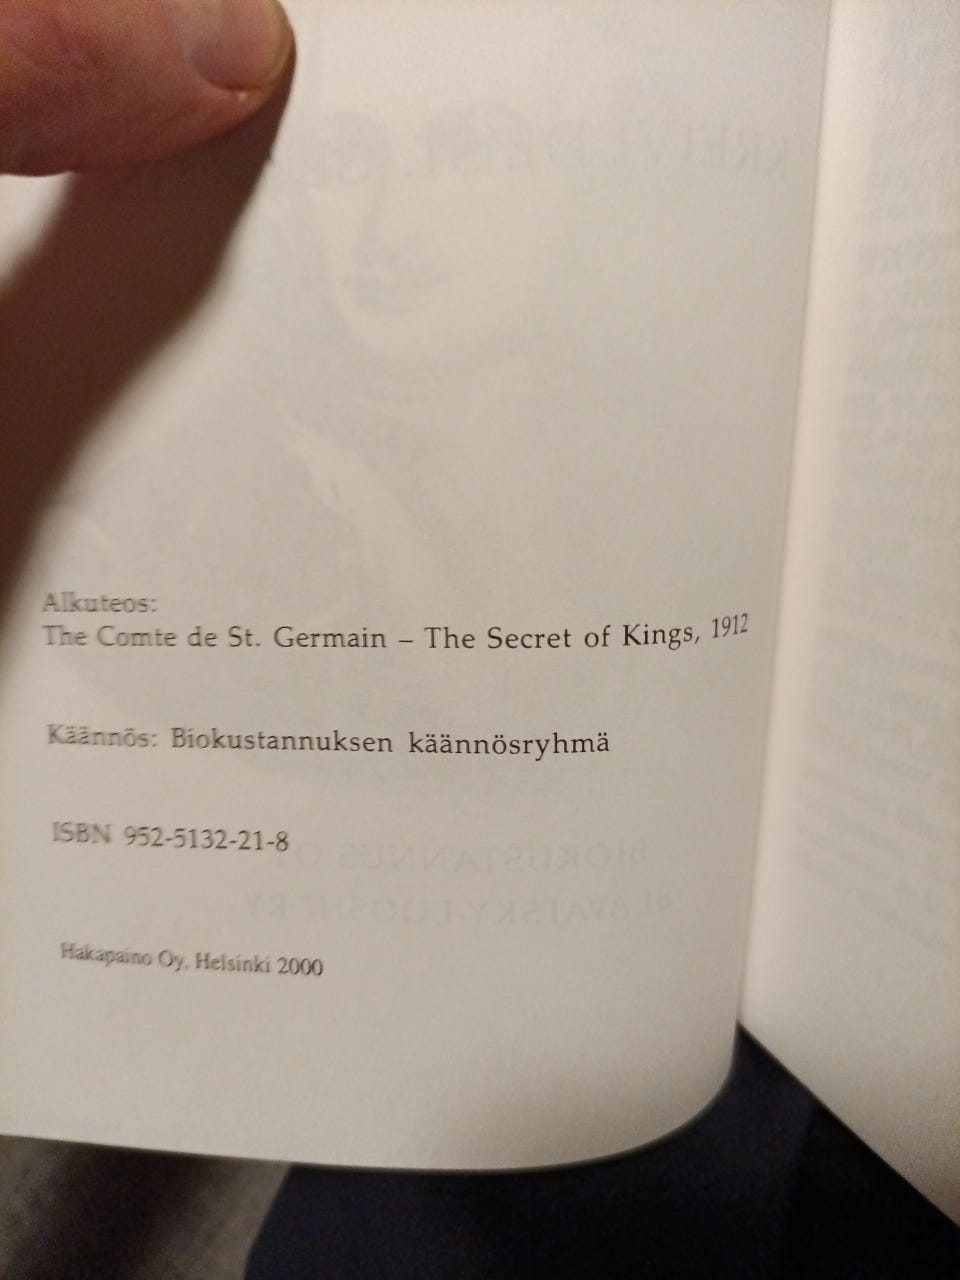 Alkuteos:
The Comte de St. Germain – The Secret of Kings, 1912
Käännös: Biokustannuksen käännösryhmä
ISBN 952-5132-21-8
Hakapaino Oy, Helsinki 2000